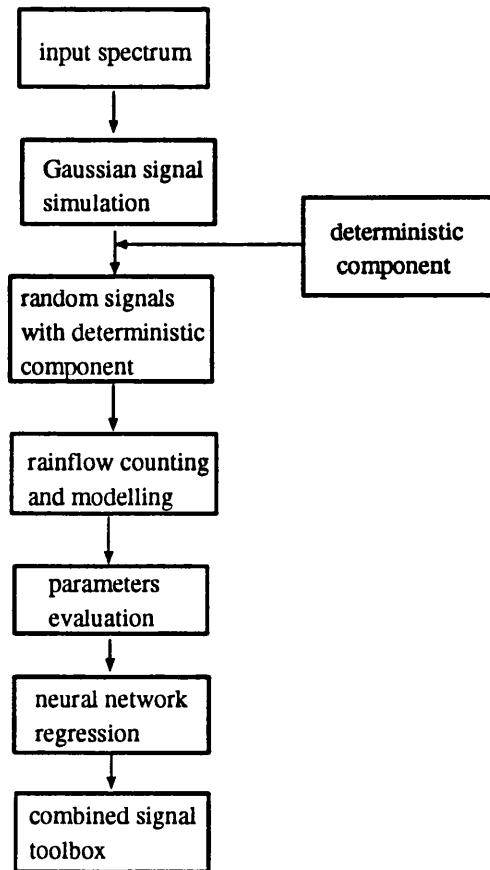 input spectrum
Gaussian signal
simulation
deterministic
component
random signals
with deterministic
component
rainflow counting
and modelling
parameters
evaluation
neural network
regression
combined signal
toolbox